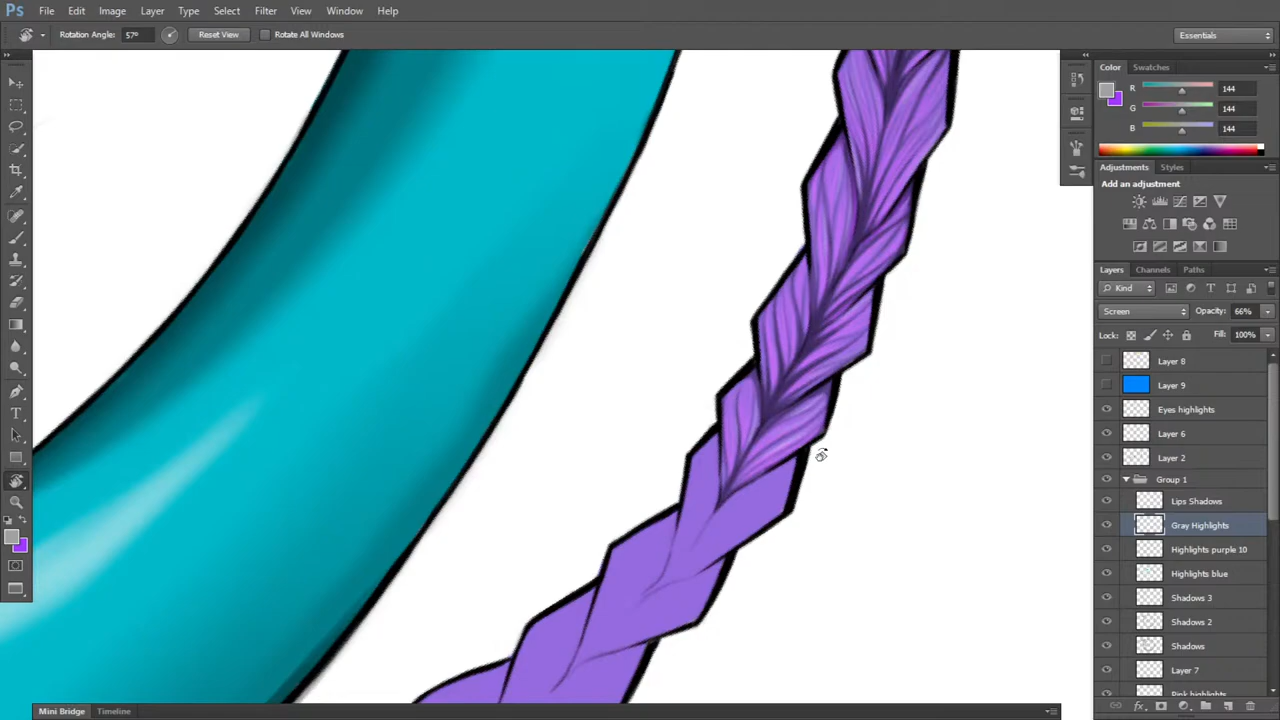 Ps File Edit Image Layer Type Select Filter View Window Help
Rotation Angle: 57° Reset View Rotate All Windows Essentials
Color Swatches
R 144
G 144
B 144
Adjustments Styles
Add an adjustment
Layers Channels Paths
Kind
Screen Opacity: 66%
Lock: Fill: 100%
Layer 8
Layer 9
Eyes highlights
Layer 6
Layer 2
Group 1
Lips Shadows
Gray Highlights
Highlights purple 10
Highlights blue
Shadows 3
Shadows 2
Shadows
Layer 7
Pink highlights
Mini Bridge Timeline